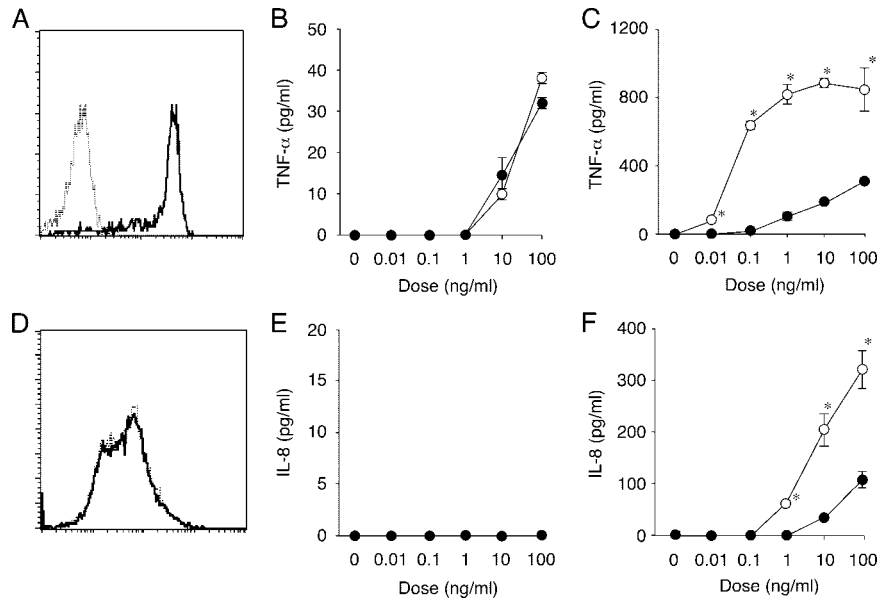 A
B
TNF-α (pg/ml)
50
40
30
20
10
0
0 0.01 0.1 1 10 100
Dose (ng/ml)
C
TNF-α (pg/ml)
1200
800
400
0
* * * * *
0 0.01 0.1 1 10 100
Dose (ng/ml)
D
E
IL-8 (pg/ml)
20
15
10
5
0
0 0.01 0.1 1 10 100
Dose (ng/ml)
F
IL-8 (pg/ml)
400
300
200
100
0
* * *
0 0.01 0.1 1 10 100
Dose (ng/ml)